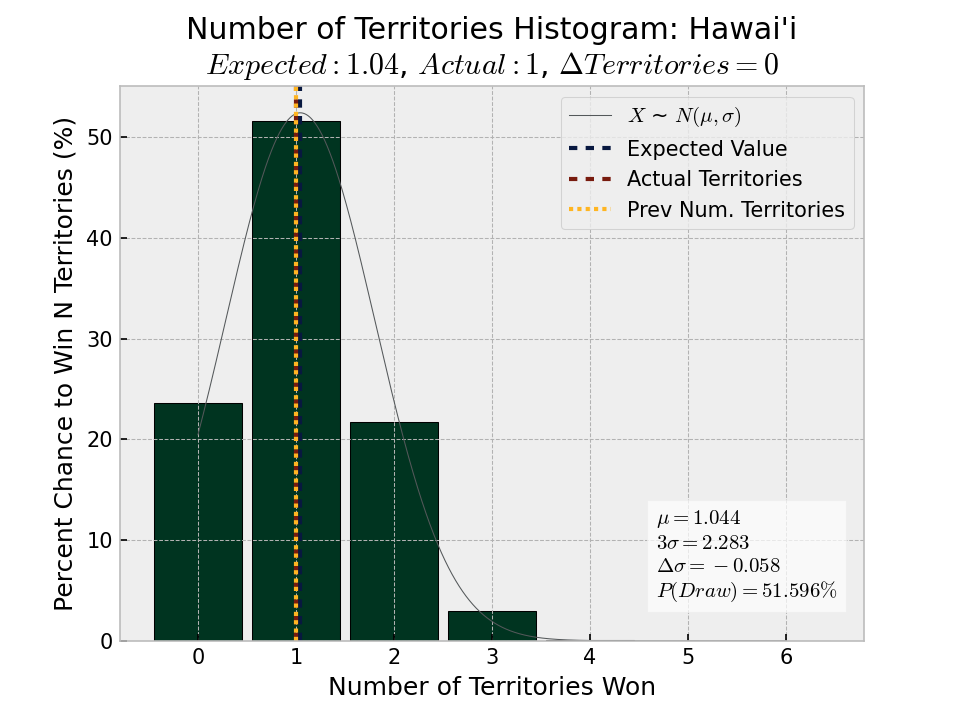 Number of Territories Histogram: Hawai'i
Expected : 1.04, Actual : 1, ΔTerritories = 0
Percent Chance to Win N Territories (%)
50
40
30
20
10
0
X ~ N(μ, σ)
Expected Value
Actual Territories
Prev Num. Territories
μ = 1.044
3σ = 2.283
Δσ = − 0.058
P(Draw) = 51.596%
0 1 2 3 4 5 6
Number of Territories Won